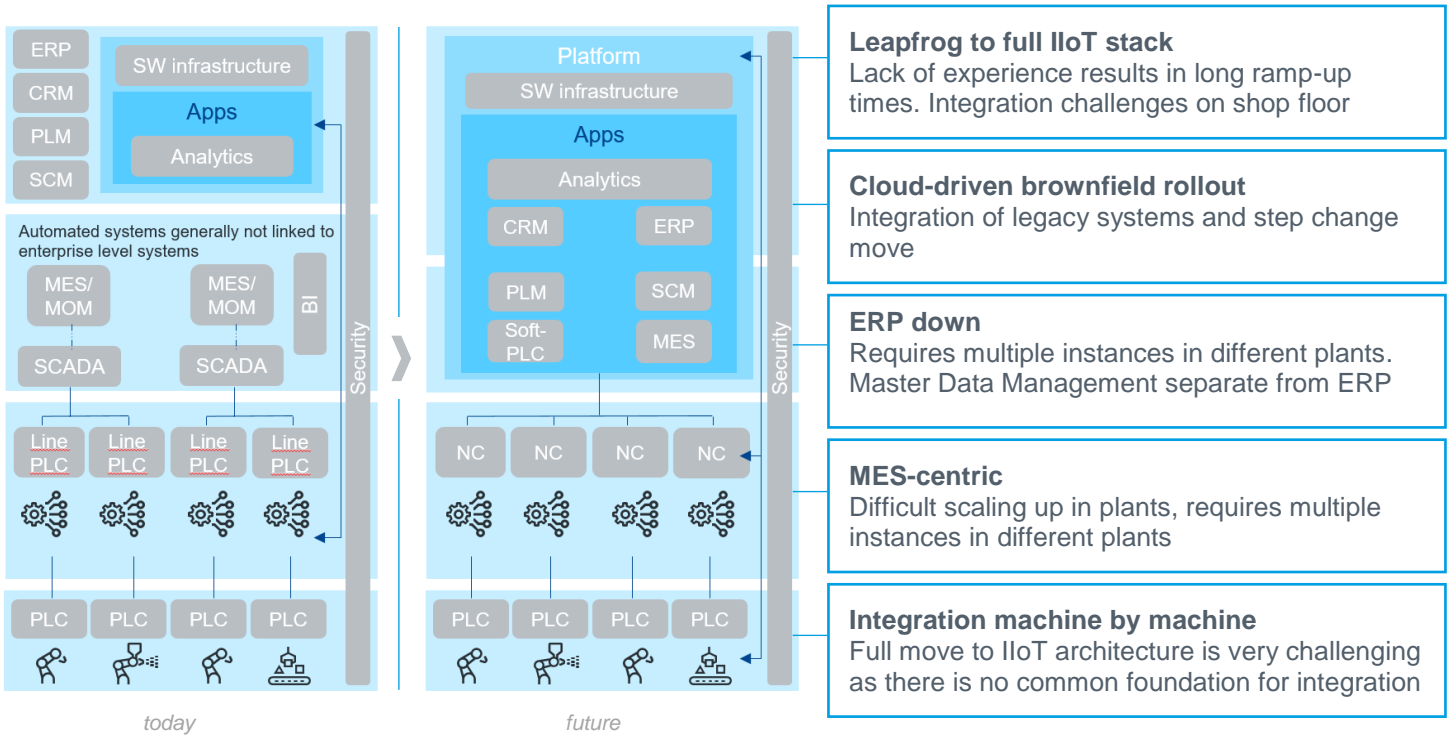 ERP
CRM
PLM
SCM
SW infrastructure
Apps
Analytics
Automated systems generally not linked to
enterprise level systems
MES/
MOM
MES/
MOM
BI
SCADA
SCADA
Line
PLC
Line
PLC
Line
PLC
Line
PLC
PLC
PLC
PLC
PLC
Security
today
Platform
SW infrastructure
Apps
Analytics
CRM
ERP
PLM
SCM
Soft-
PLC
MES
NC
NC
NC
NC
PLC
PLC
PLC
PLC
Security
future
Leapfrog to full IIoT stack
Lack of experience results in long ramp-up
times. Integration challenges on shop floor
Cloud-driven brownfield rollout
Integration of legacy systems and step change
move
ERP down
Requires multiple instances in different plants.
Master Data Management separate from ERP
MES-centric
Difficult scaling up in plants, requires multiple
instances in different plants
Integration machine by machine
Full move to IIoT architecture is very challenging
as there is no common foundation for integration